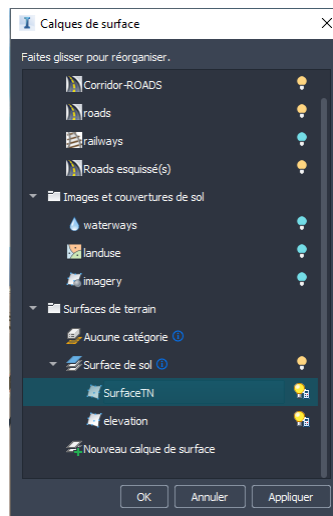 Calques de surface
Faites glisser pour réorganiser.
Corridor-ROADS
roads
railways
Roads esquissé(s)
Images et couvertures de sol
waterways
landuse
imagery
Surfaces de terrain
Aucune catégorie
Surface de sol
SurfaceTN
elevation
Nouveau calque de surface
OK Annuler Appliquer